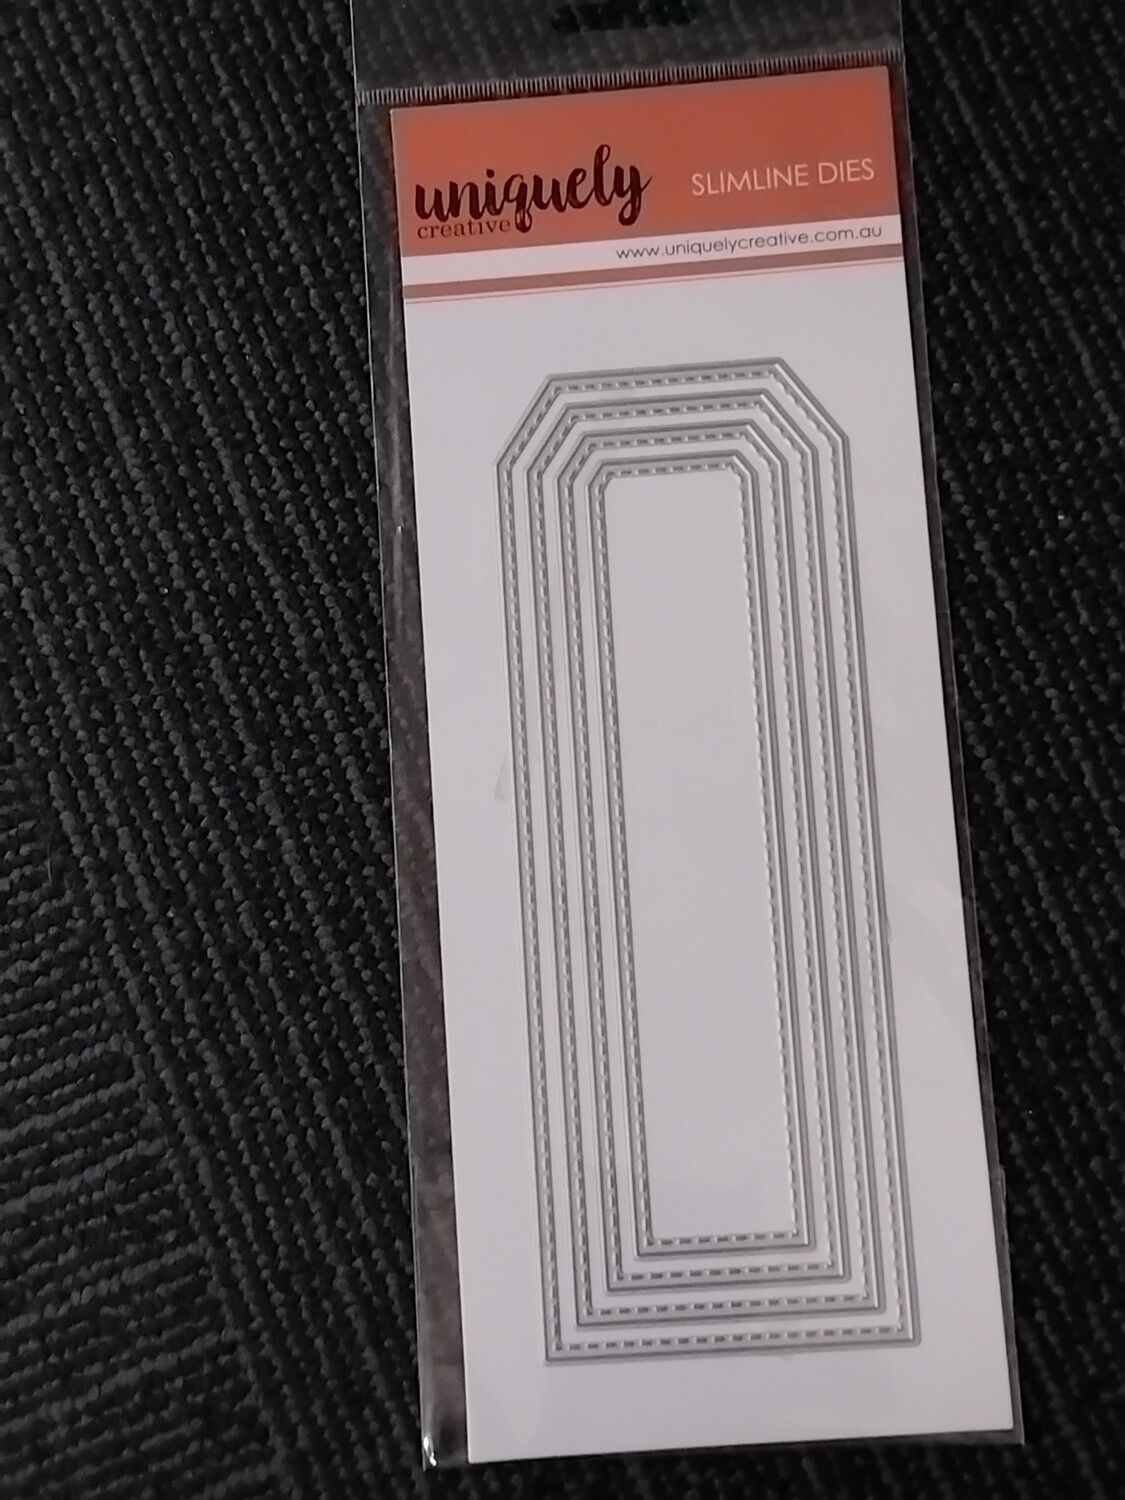 uniquely
creative
SLIMLINE DIES
www.uniquelycreative.com.au